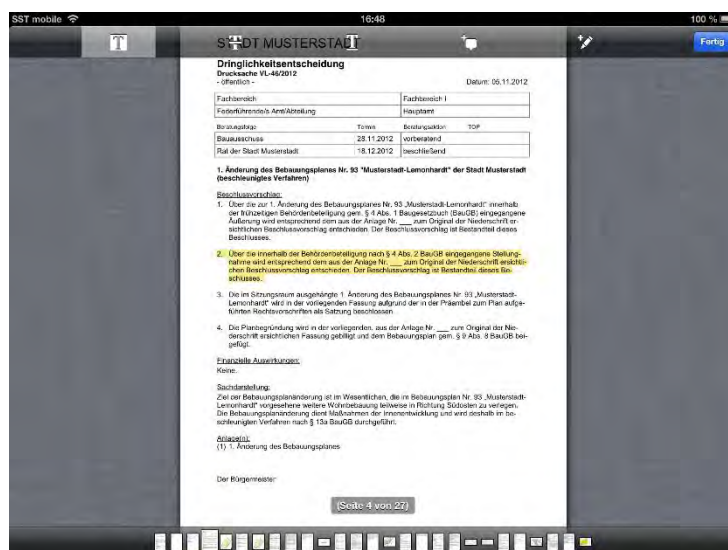 SST mobile 16:48 100 %
STADT MUSTERSTADT
Fertig
Dringlichkeitsentscheidung
Drucksache VL-46/2012
- öffentlich - Datum: 06.11.2012
Fachbereich Fachbereich I
Federführende/s Amt/Abteilung Hauptamt
Beratungsfolge Termin Beratungsaktion TOP
Bauausschuss 28.11.2012 vorberatend
Rat der Stadt Musterstadt 18.12.2012 beschließend
1. Änderung des Bebauungsplanes Nr. 93 "Musterstadt-Lemonhardt" der Stadt Musterstadt
(beschleunigtes Verfahren)
Beschlussvorschlag:
1. Über die zur 1. Änderung des Bebauungsplanes Nr. 93 „Musterstadt-Lemonhardt" innerhalb
der frühzeitigen Behördenbeteiligung gem. § 4 Abs. 1 Baugesetzbuch (BauGB) eingegangene
Äußerung wird entsprechend dem aus der Anlage Nr. ___ zum Original der Niederschrift er-
sichtlichen Beschlussvorschlag entschieden. Der Beschlussvorschlag ist Bestandteil dieses
Beschlusses.
2. Über die innerhalb der Behördenbeteiligung nach § 4 Abs. 2 BauGB eingegangene Stellung-
nahme wird entsprechend dem aus der Anlage Nr. ___ zum Original der Niederschrift ersichtli-
chen Beschlussvorschlag entschieden. Der Beschlussvorschlag ist Bestandteil dieses Be-
schlusses.
3. Die im Sitzungsraum ausgehängte 1. Änderung des Bebauungsplanes Nr. 93 „Musterstadt-
Lemonhardt" wird in der vorliegenden Fassung aufgrund der in der Präambel zum Plan aufge-
führten Rechtsvorschriften als Satzung beschlossen.
4. Die Planbegründung wird in der vorliegenden, aus der Anlage Nr. ___ zum Original der Nie-
derschrift ersichtlichen Fassung gebilligt und dem Bebauungsplan gem. § 9 Abs. 8 BauGB bei-
gefügt.
Finanzielle Auswirkungen:
Keine.
Sachdarstellung:
Ziel der Bebauungsplanänderung ist im Wesentlichen, die im Bebauungsplan Nr. 93 „Musterstadt-
Lemonhardt" vorgesehene weitere Wohnbebauung teilweise in Richtung Südosten zu verlegen.
Die Bebauungsplanänderung dient Maßnahmen der Innenentwicklung und wird deshalb im be-
schleunigten Verfahren nach § 13a BauGB durchgeführt.
Anlage(n):
(1) 1. Änderung des Bebauungsplanes
Der Bürgermeister
(Seite 4 von 27)